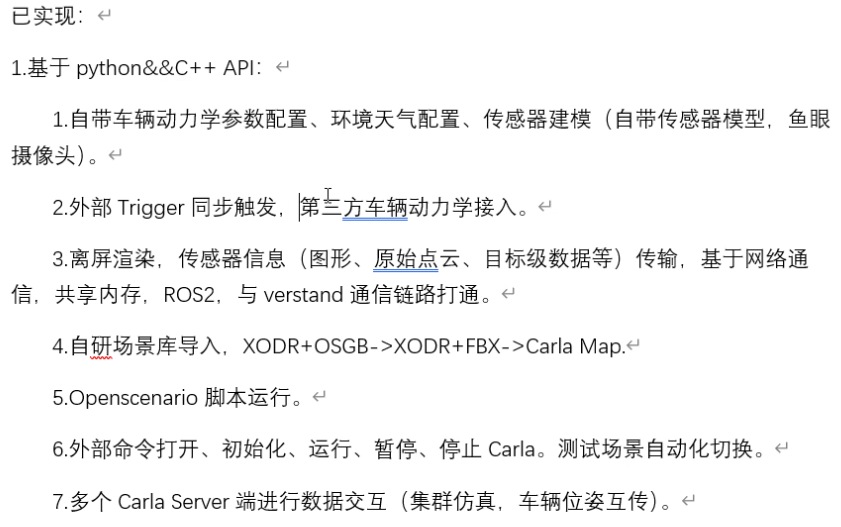 已实现：
1.基于 python&&C++ API：
1.自带车辆动力学参数配置、环境天气配置、传感器建模（自带传感器模型，鱼眼
摄像头）。
2.外部 Trigger 同步触发，第三方车辆动力学接入。
3.离屏渲染，传感器信息（图形、原始点云、目标级数据等）传输，基于网络通
信，共享内存，ROS2，与 verstand 通信链路打通。
4.自研场景库导入，XODR+OSGB->XODR+FBX->Carla Map.
5.Openscenario 脚本运行。
6.外部命令打开、初始化、运行、暂停、停止 Carla。测试场景自动化切换。
7.多个 Carla Server 端进行数据交互（集群仿真，车辆位姿互传）。